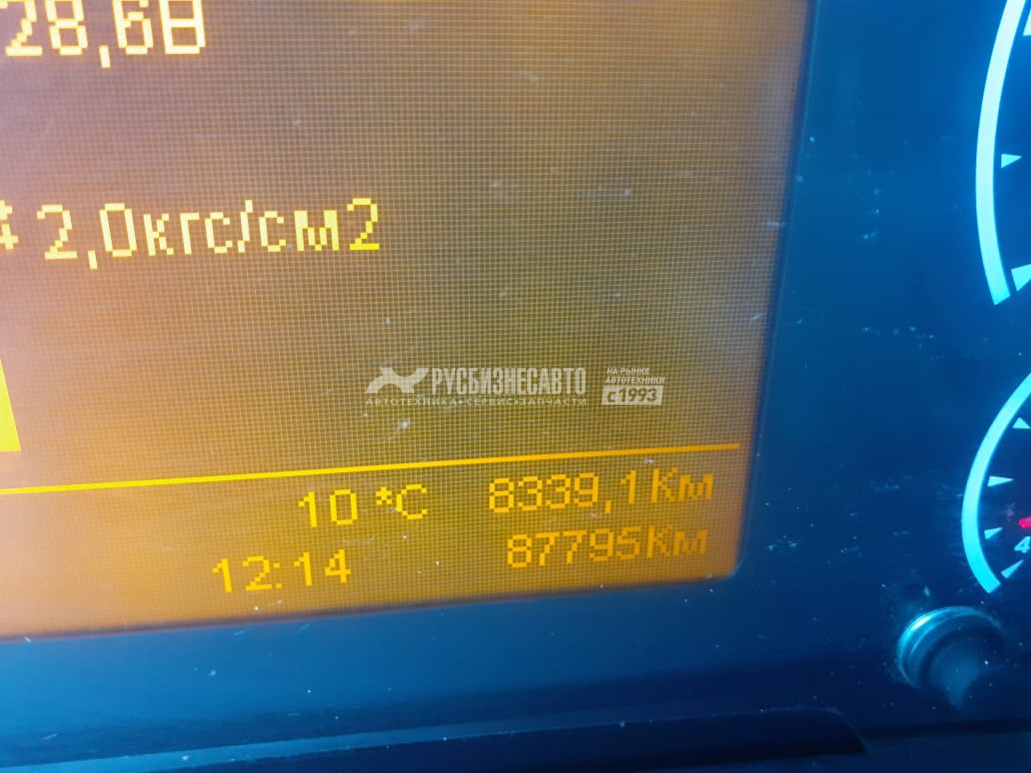 28,6В
* 2,0кгс/см2
РУСБИЗНЕСАВТО
АВТОТЕХНИКА•СЕРВИС•ЗАПЧАСТИ
НА РЫНКЕ
АВТОТЕХНИКИ
с 1993
10 *C 8339,1Км
12:14 87795Км
4